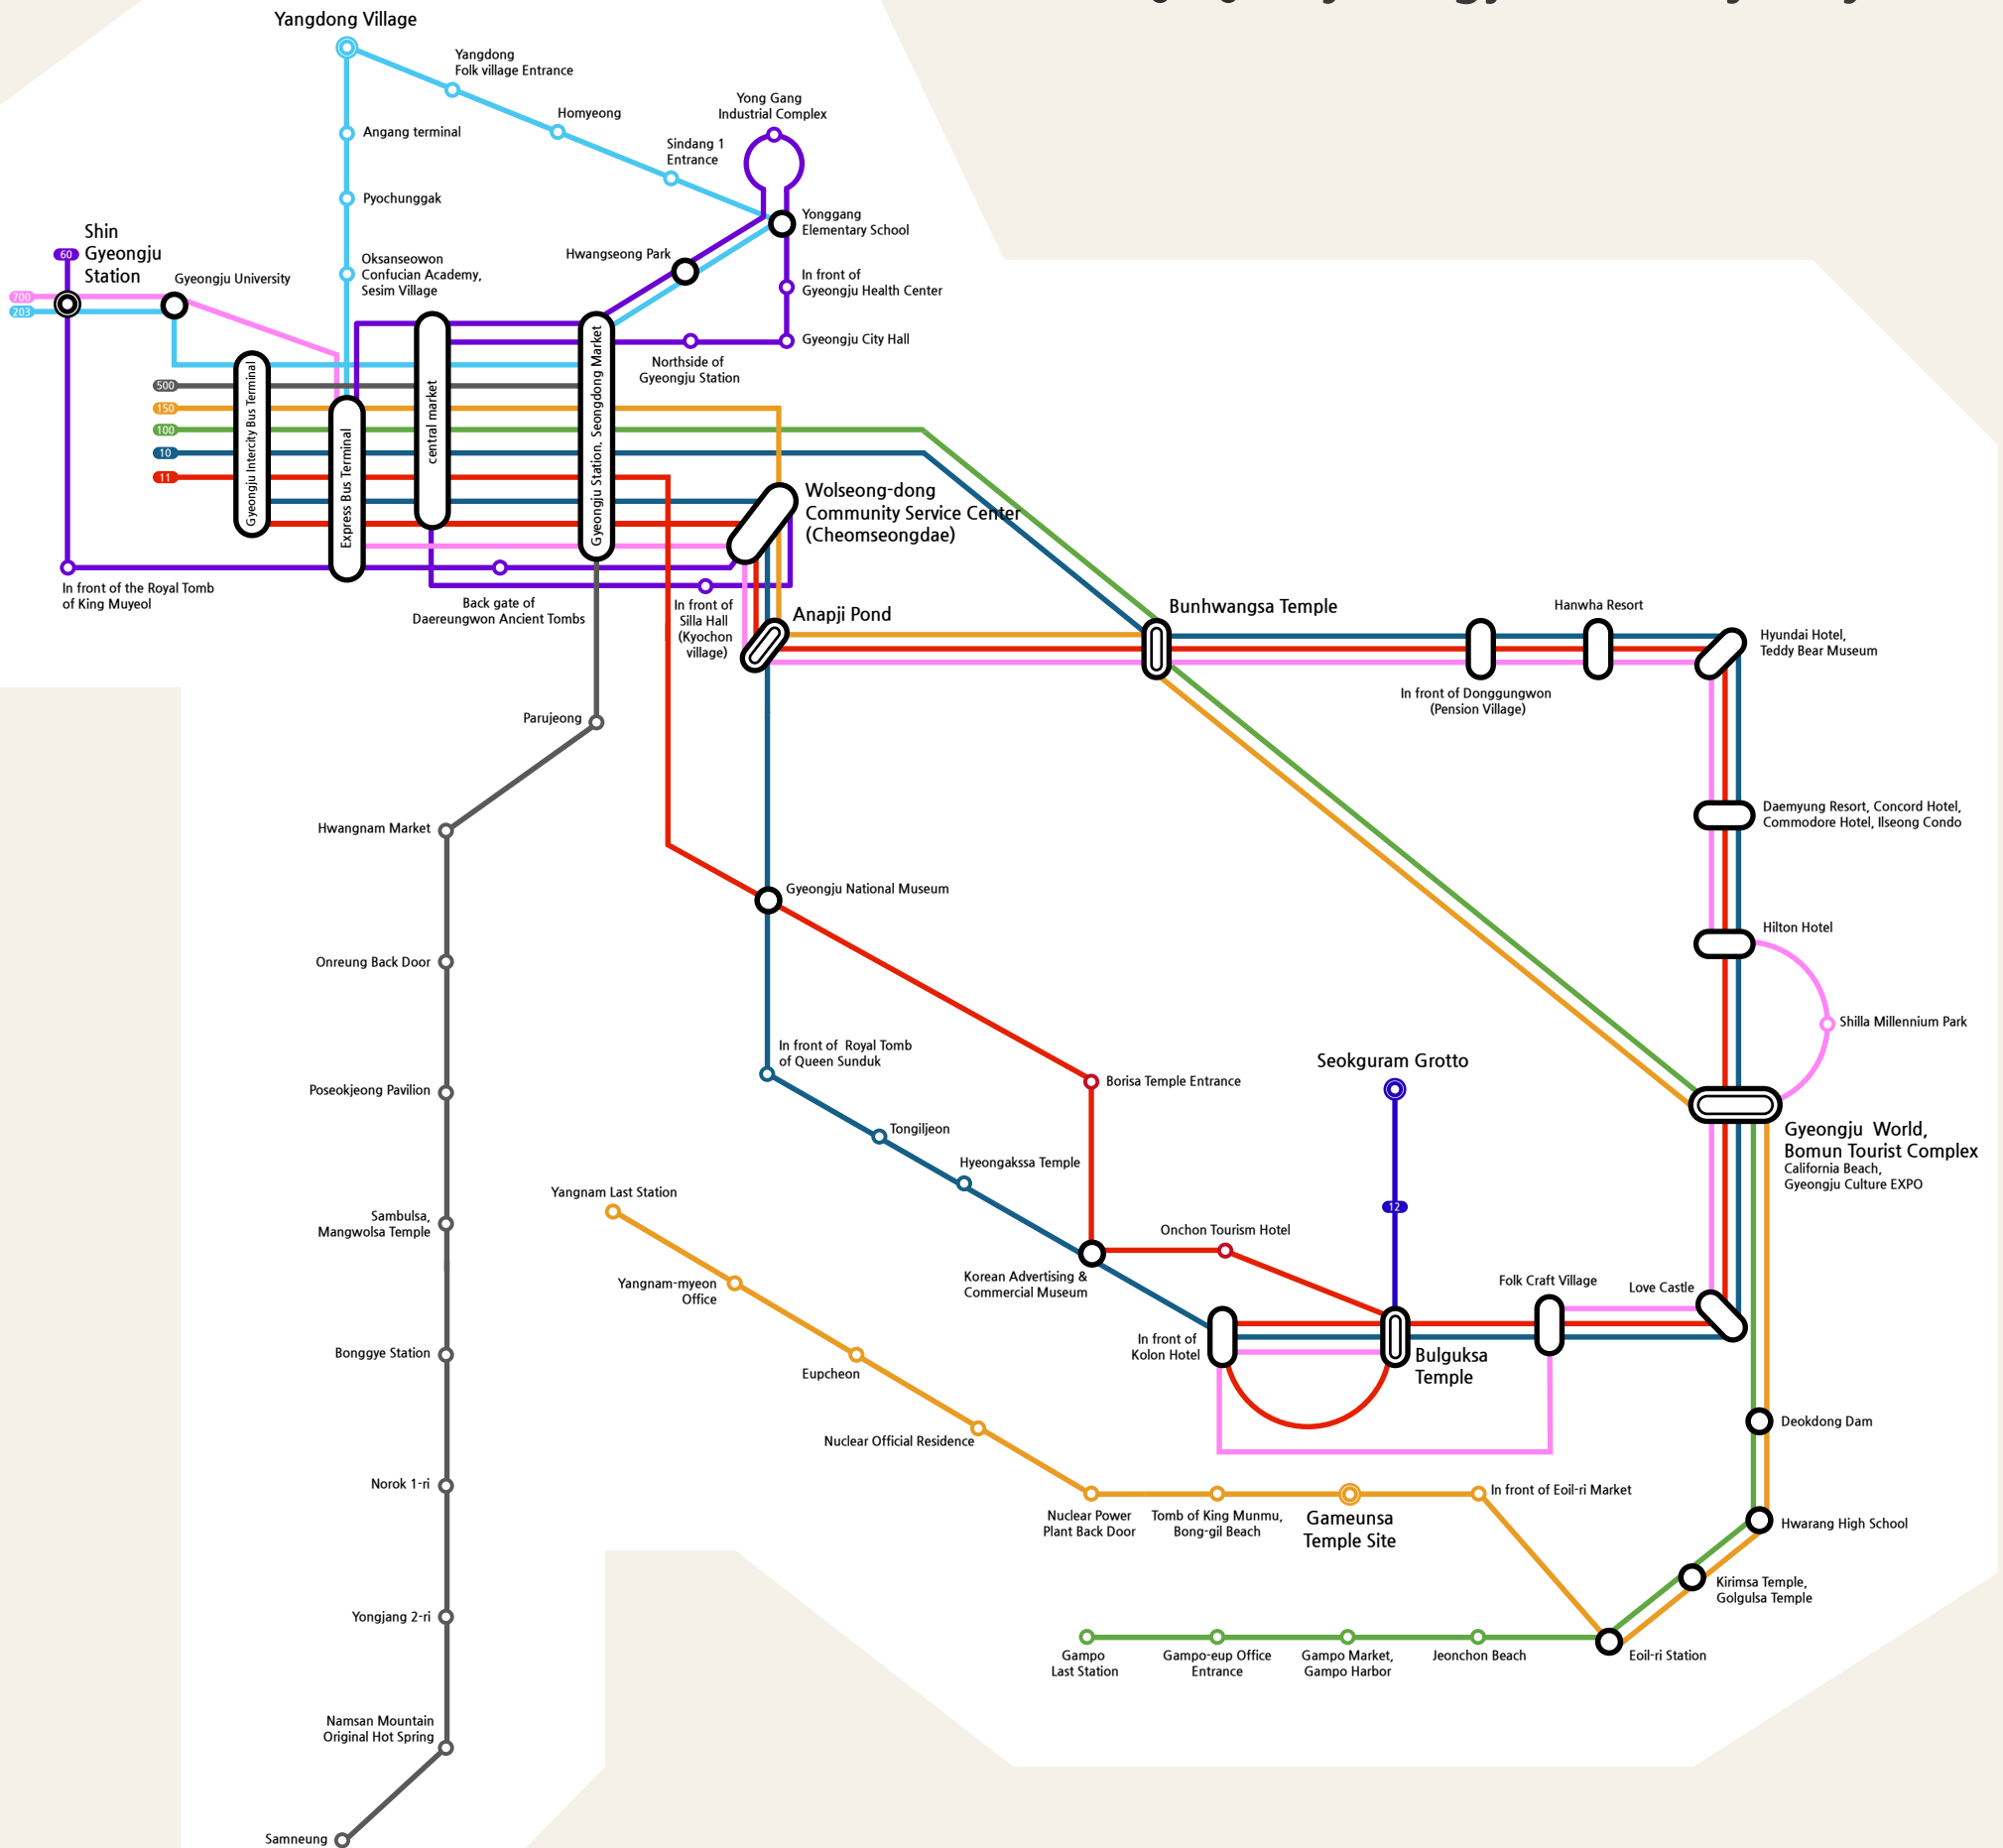 Yangdong Village
Yangdong
Folk village Entrance
Homyeong
Yong Gang
Industrial Complex
Angang terminal
Sindang 1
Entrance
Pyochunggak
Yonggang
Elementary School
Shin
Gyeongju
Station
60
Hwangseong Park
Oksanseowon
Confucian Academy,
Sesim Village
Gyeongju University
In front of
Gyeongju Health Center
700
203
Gyeongju City Hall
Northside of
Gyeongju Station
500
150
100
10
11
Gyeongju Intercity Bus Terminal
Express Bus Terminal
central market
Gyeongju Station. Seongdong Market
Wolseong-dong
Community Service Center
(Cheomseongdae)
In front of the Royal Tomb
of King Muyeol
Back gate of
Daereungwon Ancient Tombs
In front of
Silla Hall
(Kyochon
village)
Anapji Pond
Bunhwangsa Temple
Hanwha Resort
Hyundai Hotel,
Teddy Bear Museum
In front of Donggungwon
(Pension Village)
Parujeong
Daemyung Resort, Concord Hotel,
Commodore Hotel, Ilseong Condo
Hwangnam Market
Gyeongju National Museum
Hilton Hotel
Onreung Back Door
Shilla Millennium Park
In front of  Royal Tomb
of Queen Sunduk
Seokguram Grotto
Borisa Temple Entrance
Poseokjeong Pavilion
Tongiljeon
Gyeongju  World,
Bomun Tourist Complex
California Beach,
Gyeongju Culture EXPO
Hyeongakssa Temple
Yangnam Last Station
12
Sambulsa,
Mangwolsa Temple
Onchon Tourism Hotel
Yangnam-myeon
Office
Korean Advertising &
Commercial Museum
Folk Craft Village
Love Castle
In front of
Kolon Hotel
Bulguksa
Temple
Bonggye Station
Eupcheon
Deokdong Dam
Nuclear Official Residence
Norok 1-ri
In front of Eoil-ri Market
Nuclear Power
Plant Back Door
Tomb of King Munmu,
Bong-gil Beach
Gameunsa
Temple Site
Hwarang High School
Kirimsa Temple,
Golgulsa Temple
Yongjang 2-ri
Gampo
Last Station
Gampo-eup Office
Entrance
Gampo Market,
Gampo Harbor
Jeonchon Beach
Eoil-ri Station
Namsan Mountain
Original Hot Spring
Samneung